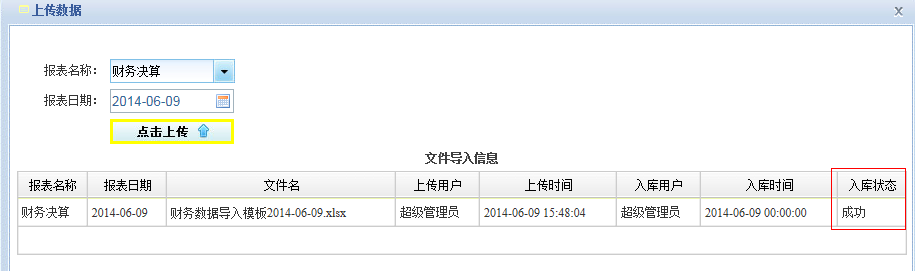 上传数据
报表名称： 财务决算
报表日期： 2014-06-09
点击上传
文件导入信息
报表名称 报表日期 文件名 上传用户 上传时间 入库用户 入库时间 入库状态
财务决算 2014-06-09 财务数据导入模板2014-06-09.xlsx 超级管理员 2014-06-09 15:48:04 超级管理员 2014-06-09 00:00:00 成功